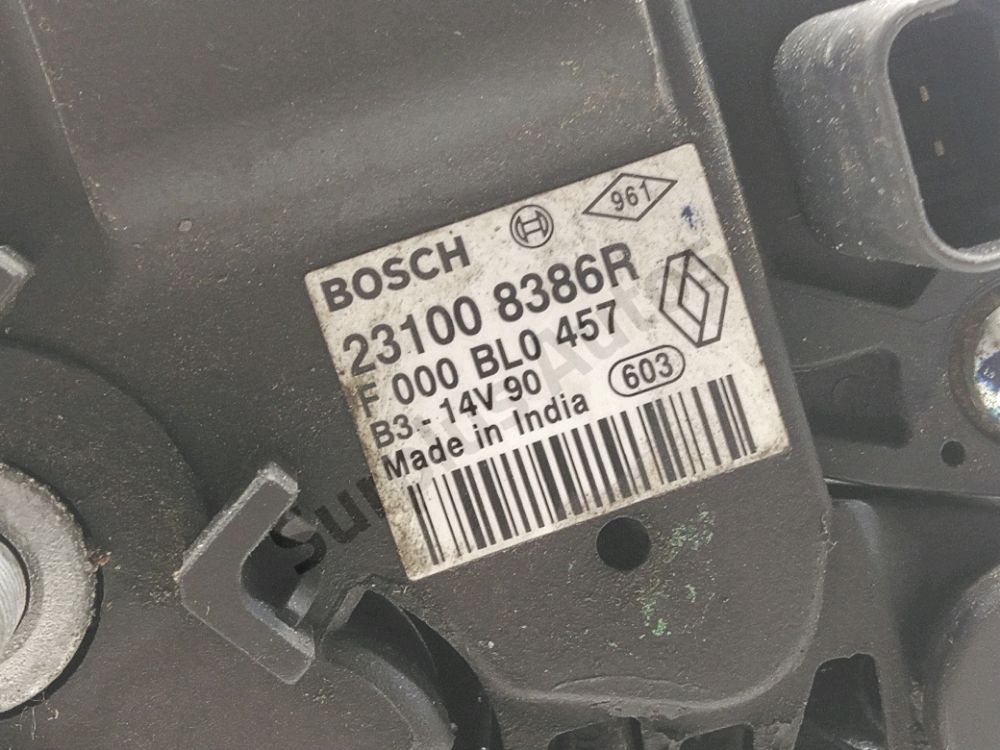 BOSCH
961
23100 8386R
F 000 BL0 457
B3 - 14V 90
603
Made in India